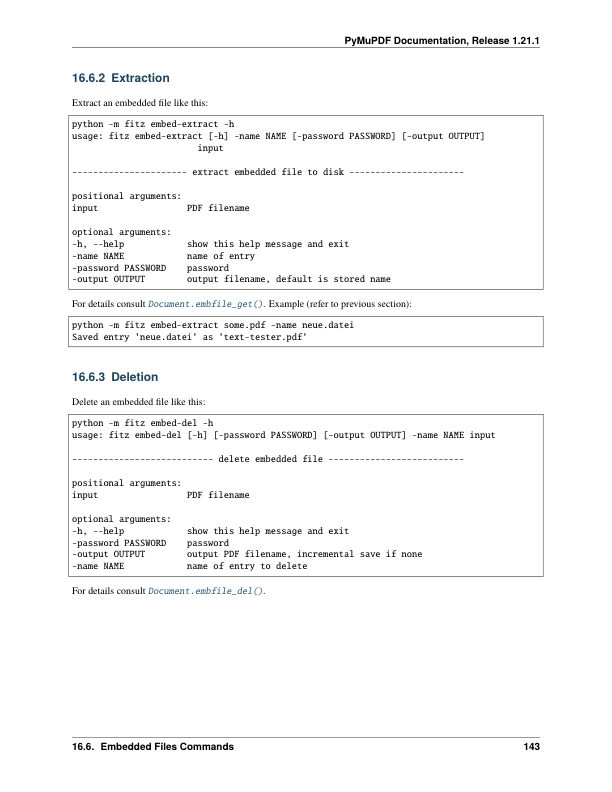 PyMuPDF Documentation, Release 1.21.1
16.6.2 Extraction
Extract an embedded file like this:
python -m fitz embed-extract -h
usage: fitz embed-extract [-h] -name NAME [-password PASSWORD] [-output OUTPUT]
input
---------------------- extract embedded file to disk ----------------------
positional arguments:
input PDF filename
optional arguments:
-h, --help show this help message and exit
-name NAME name of entry
-password PASSWORD password
-output OUTPUT output filename, default is stored name
For details consult Document.embfile_get(). Example (refer to previous section):
python -m fitz embed-extract some.pdf -name neue.datei
Saved entry 'neue.datei' as 'text-tester.pdf'
16.6.3 Deletion
Delete an embedded file like this:
python -m fitz embed-del -h
usage: fitz embed-del [-h] [-password PASSWORD] [-output OUTPUT] -name NAME input
--------------------------- delete embedded file --------------------------
positional arguments:
input PDF filename
optional arguments:
-h, --help show this help message and exit
-password PASSWORD password
-output OUTPUT output PDF filename, incremental save if none
-name NAME name of entry to delete
For details consult Document.embfile_del().
16.6. Embedded Files Commands 143